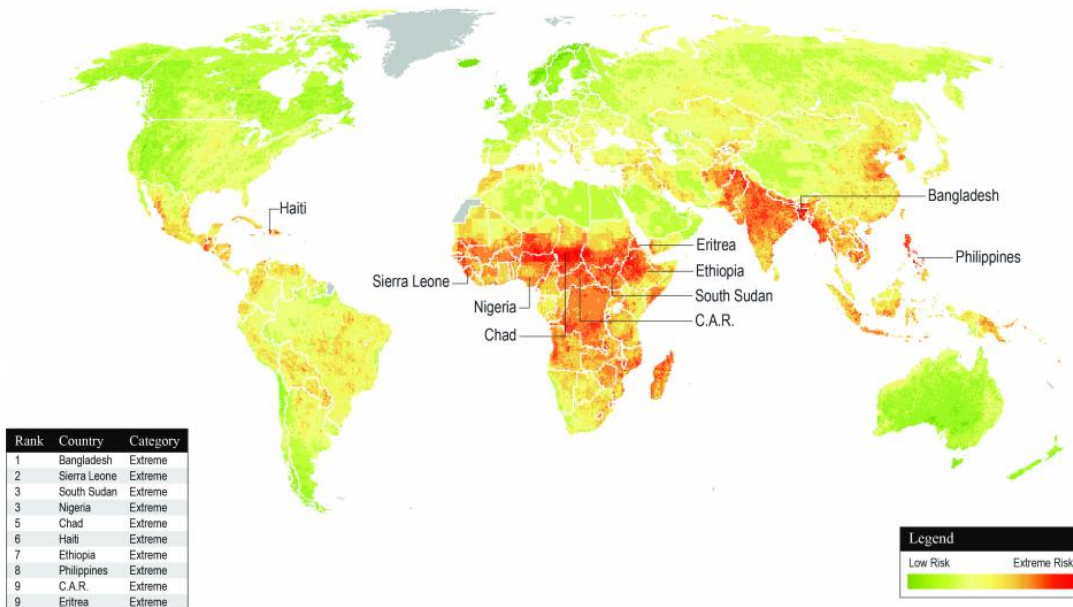 Haiti
Bangladesh
Eritrea
Philippines
Ethiopia
Sierra Leone
South Sudan
Nigeria
C.A.R.
Chad
Rank Country Category
1 Bangladesh Extreme
2 Sierra Leone Extreme
3 South Sudan Extreme
3 Nigeria Extreme
5 Chad Extreme
6 Haiti Extreme
7 Ethiopia Extreme
8 Philippines Extreme
9 C.A.R. Extreme
9 Eritrea Extreme
Legend
Low Risk Extreme Risk